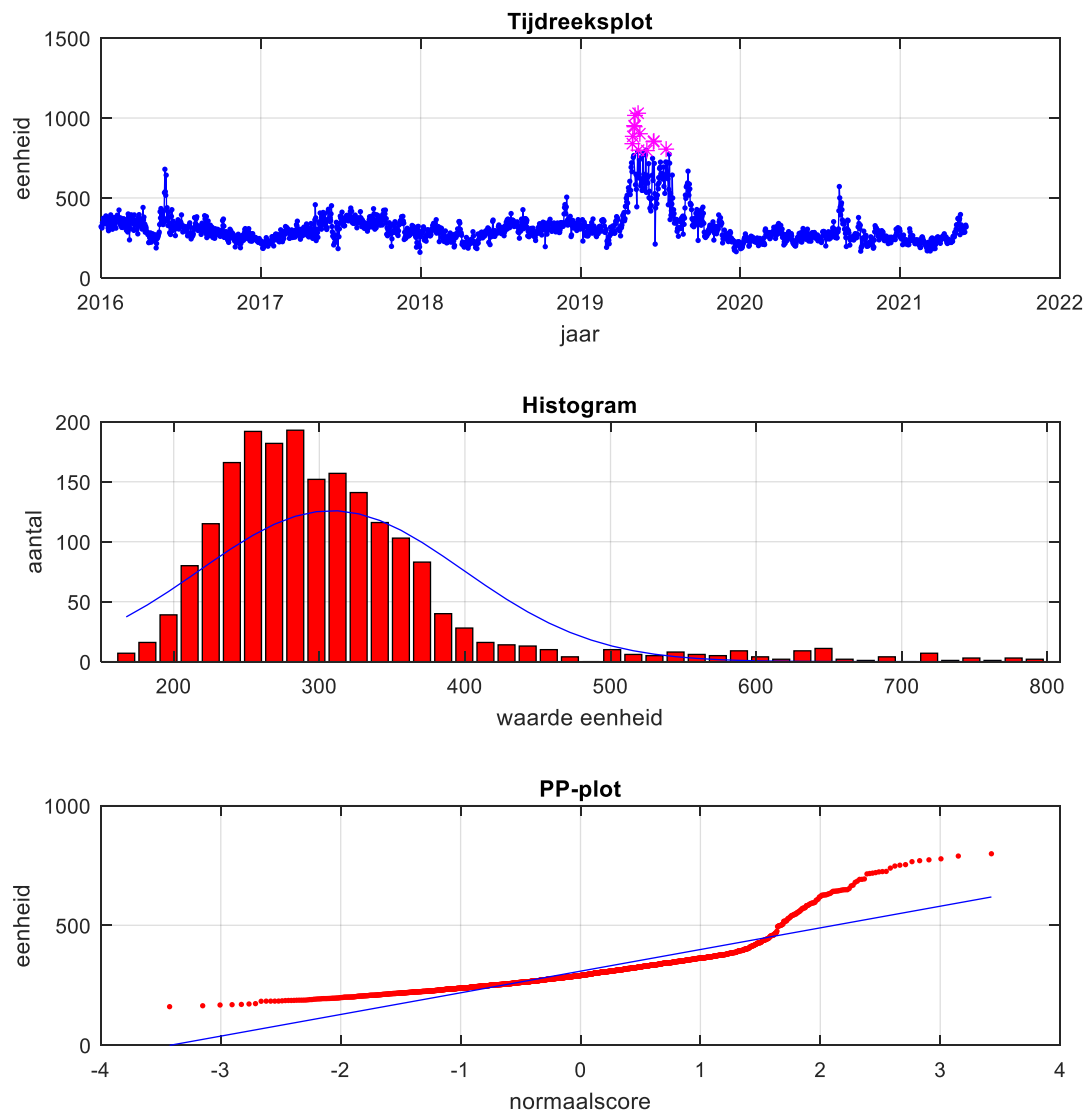 Tijdreeksplot
1500
1000
500
0
eenheid
2016 2017 2018 2019 2020 2021 2022
jaar
Histogram
200
150
100
50
0
aantal
200 300 400 500 600 700 800
waarde eenheid
PP-plot
1000
500
0
eenheid
-4 -3 -2 -1 0 1 2 3 4
normaalscore